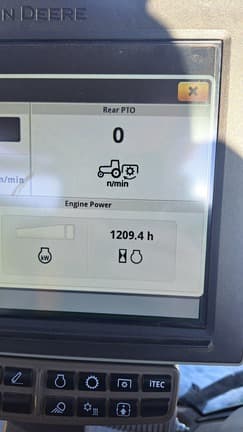 N DEERE
Rear PTO
0
n/min
n/min
Engine Power
1209.4 h
kW
iTEC